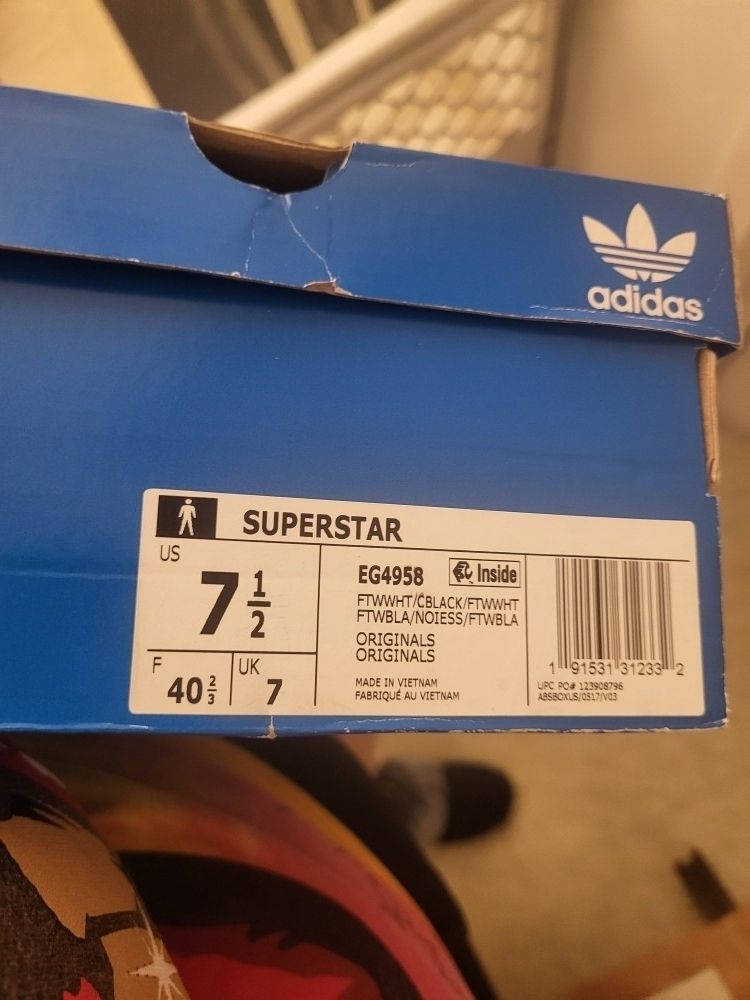 adidas
SUPERSTAR
US
7 1/2
F
40 2/3
UK
7
EG4958
Inside
FTWWHT/CBLACK/FTWWHT
FTWBLA/NOIESS/FTWBLA
ORIGINALS
ORIGINALS
MADE IN VIETNAM
FABRIQUÉ AU VIETNAM
1 91531 31233 2
UPC PO# 123908796
ABSBOXUS/0517/V03